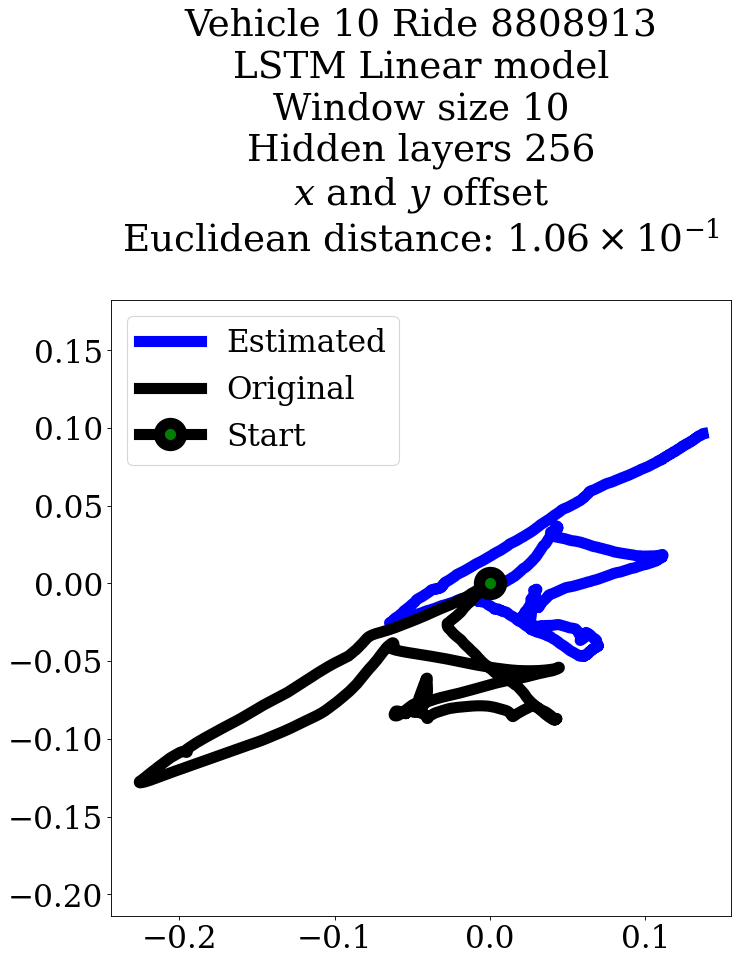 Vehicle 10 Ride 8808913
LSTM Linear model
Window size 10
Hidden layers 256
x and y offset
Euclidean distance: 1.06 × 10⁻¹
Estimated
Original
Start
0.15
0.10
0.05
0.00
−0.05
−0.10
−0.15
−0.20
−0.2 −0.1 0.0 0.1